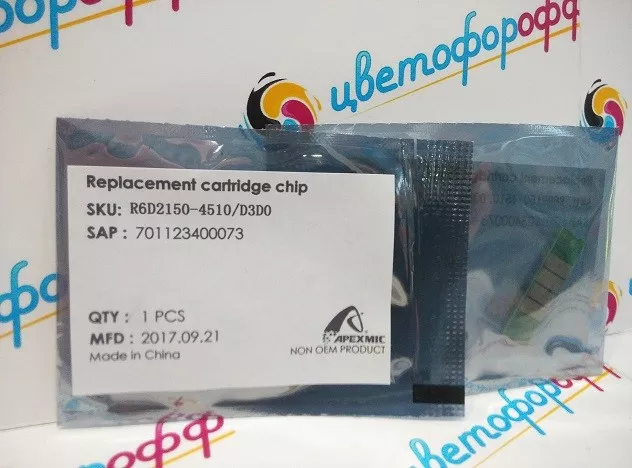 цветофорофф
Replacement cartridge chip
SKU: R6D2150-4510/D3D0
SAP : 701123400073
QTY : 1 PCS
MFD : 2017.09.21
Made in China
APEXMIC
NON OEM PRODUCT
цветофорофф